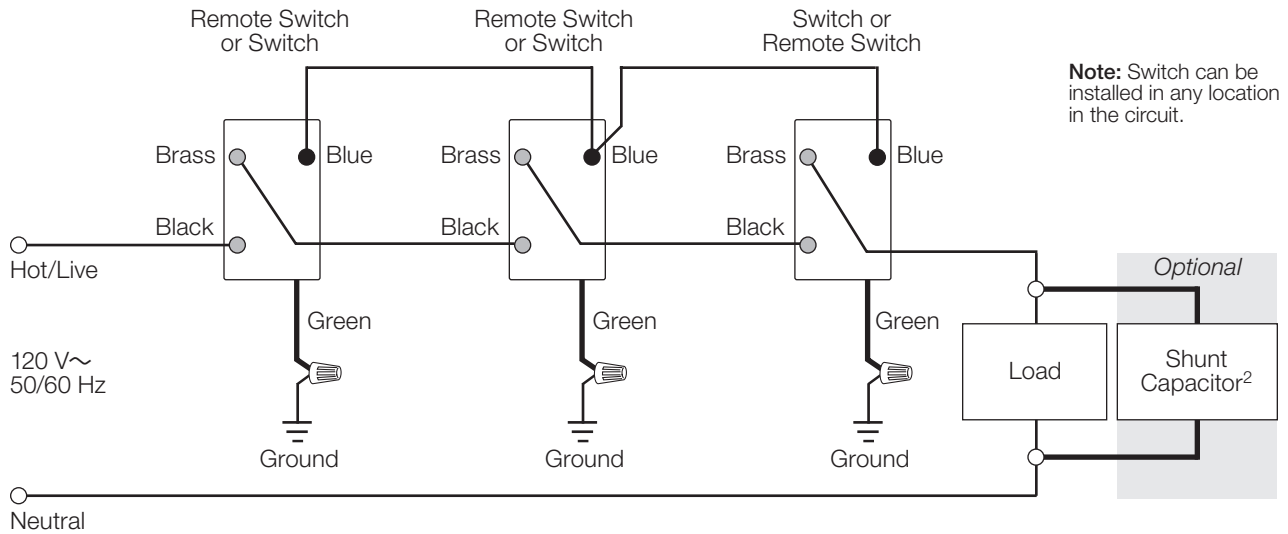 Remote Switch
or Switch
Remote Switch
or Switch
Switch or
Remote Switch
Note: Switch can be
installed in any location
in the circuit.
Brass
Blue
Brass
Blue
Brass
Blue
Black
Black
Black
Hot/Live
Optional
Green
Green
Green
120 V~
50/60 Hz
Load
Shunt
Capacitor²
Ground
Ground
Ground
Neutral